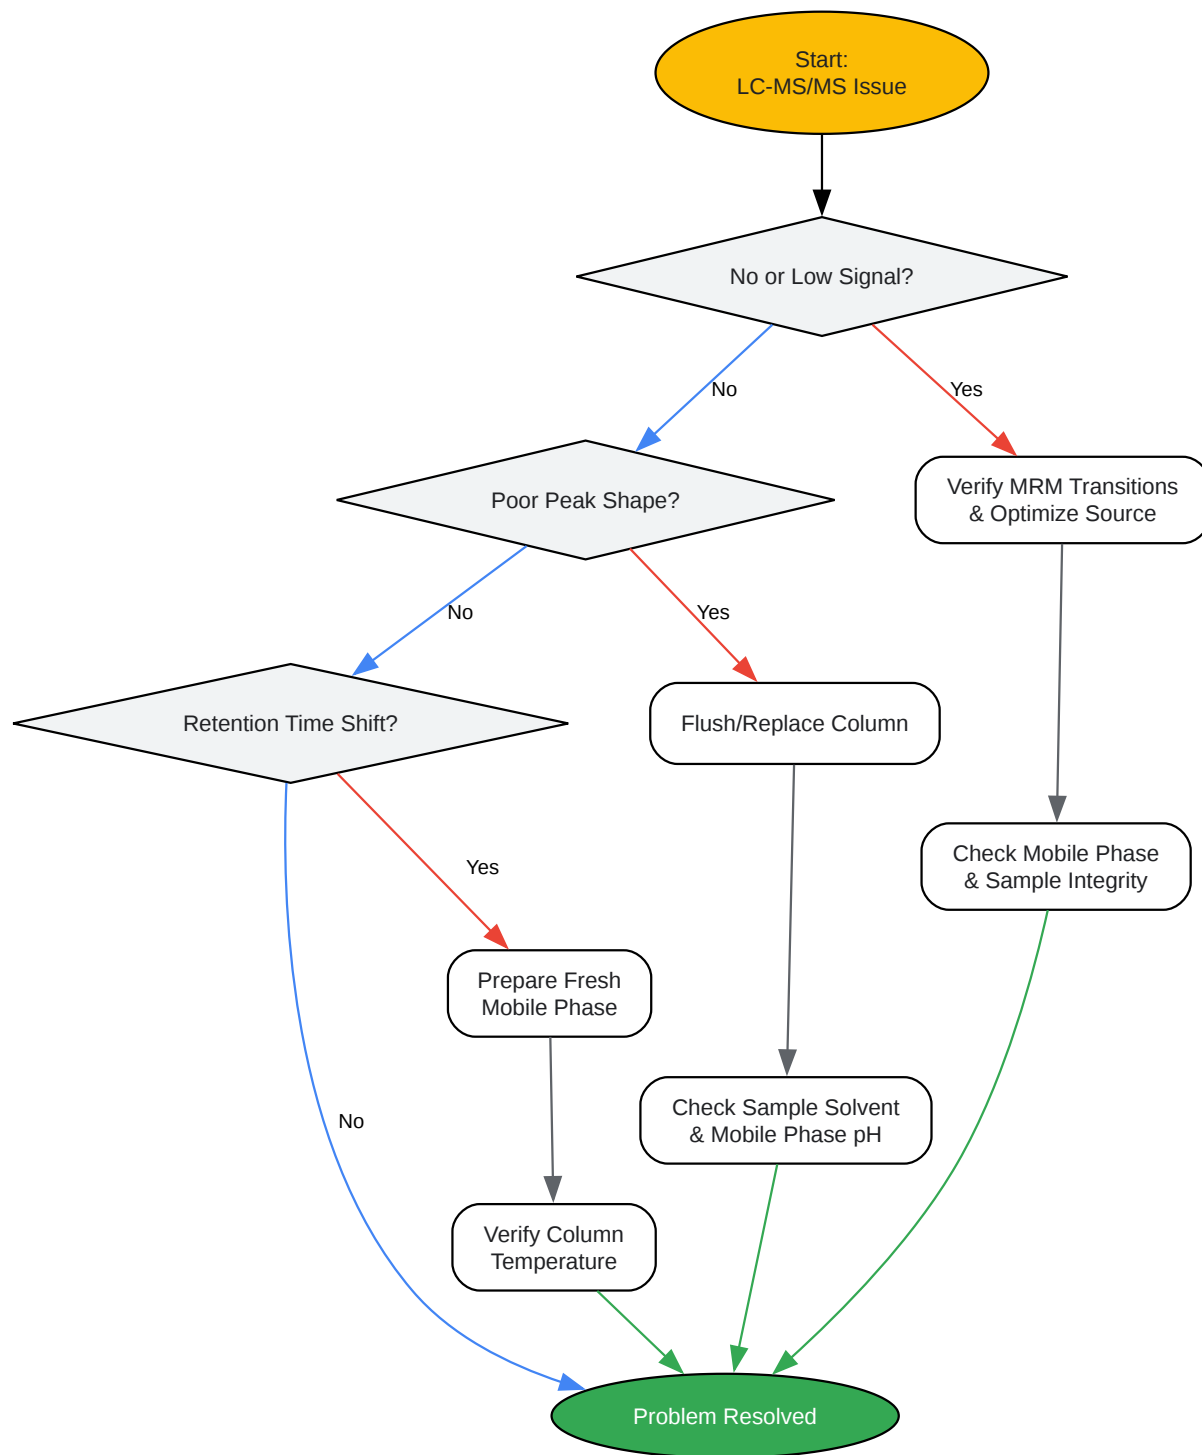 Start:
LC-MS/MS Issue
No or Low Signal?
No
Yes
Poor Peak Shape?
Verify MRM Transitions
& Optimize Source
No
Yes
Retention Time Shift?
Flush/Replace Column
Yes
Check Mobile Phase
& Sample Integrity
Prepare Fresh
Mobile Phase
No
Check Sample Solvent
& Mobile Phase pH
Verify Column
Temperature
Problem Resolved